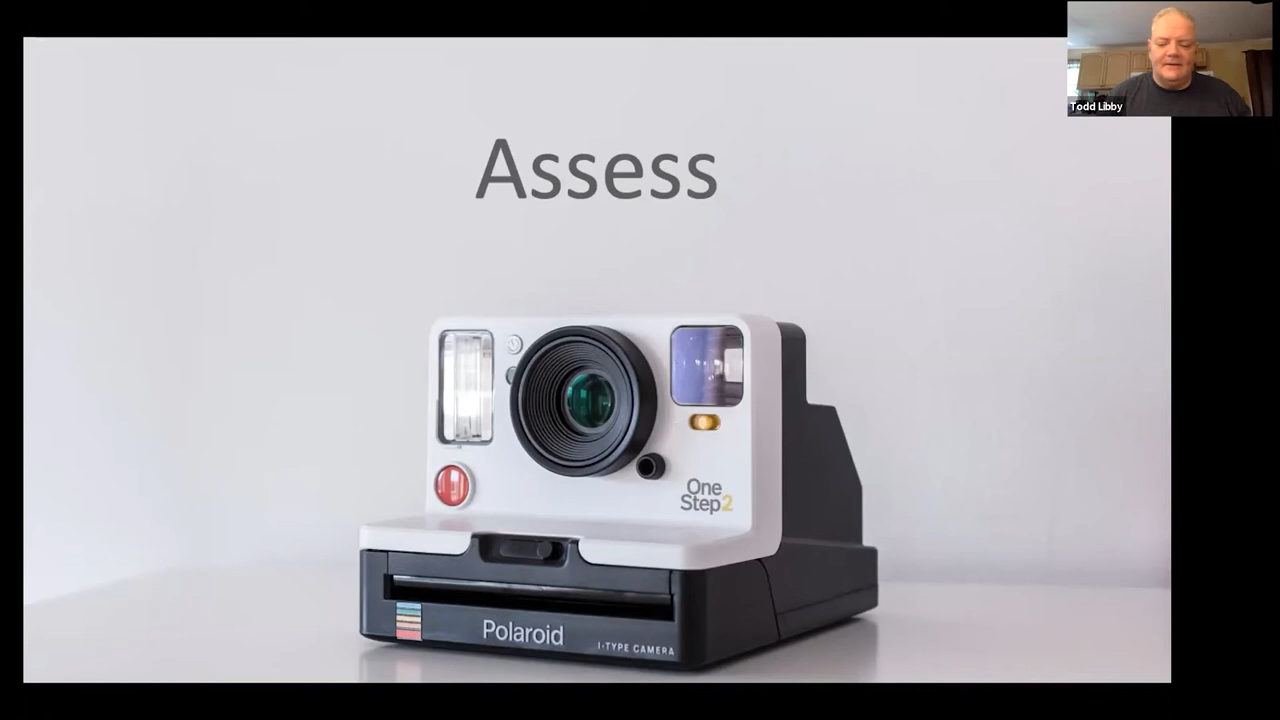 Todd Libby
Assess
One
Step2
Polaroid
I-TYPE CAMERA